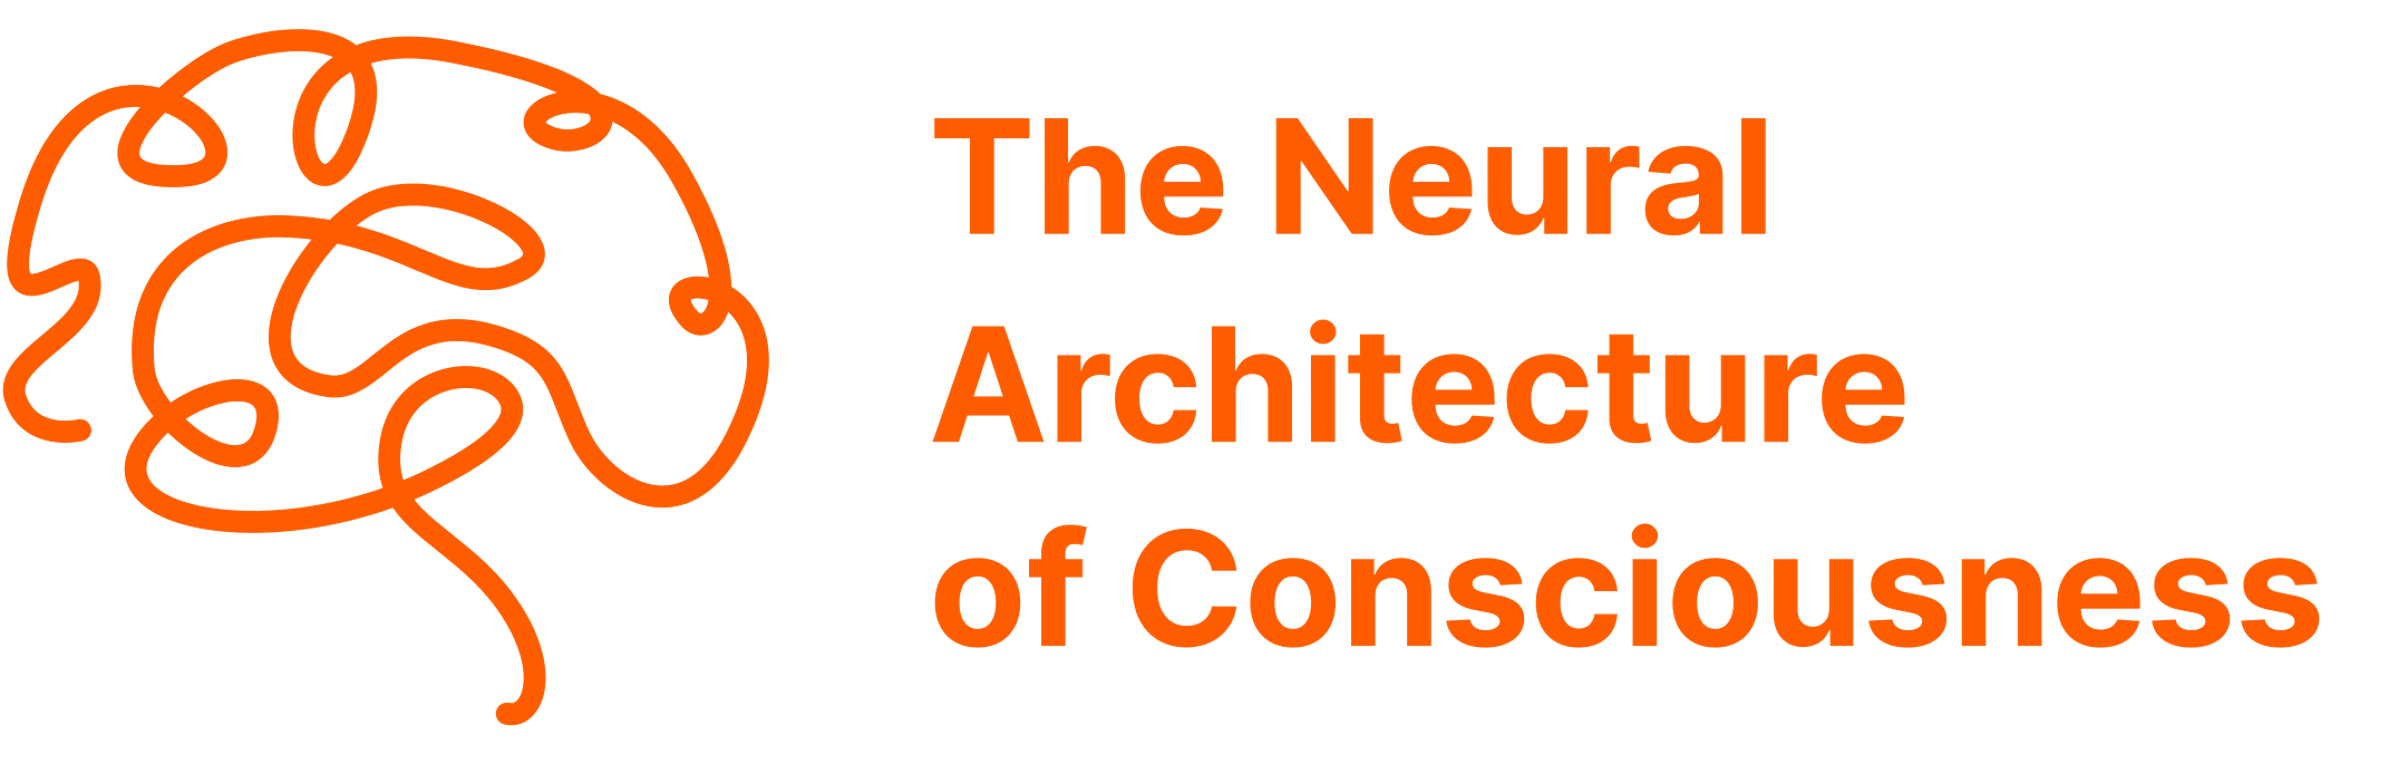 The Neural
Architecture
of Consciousness